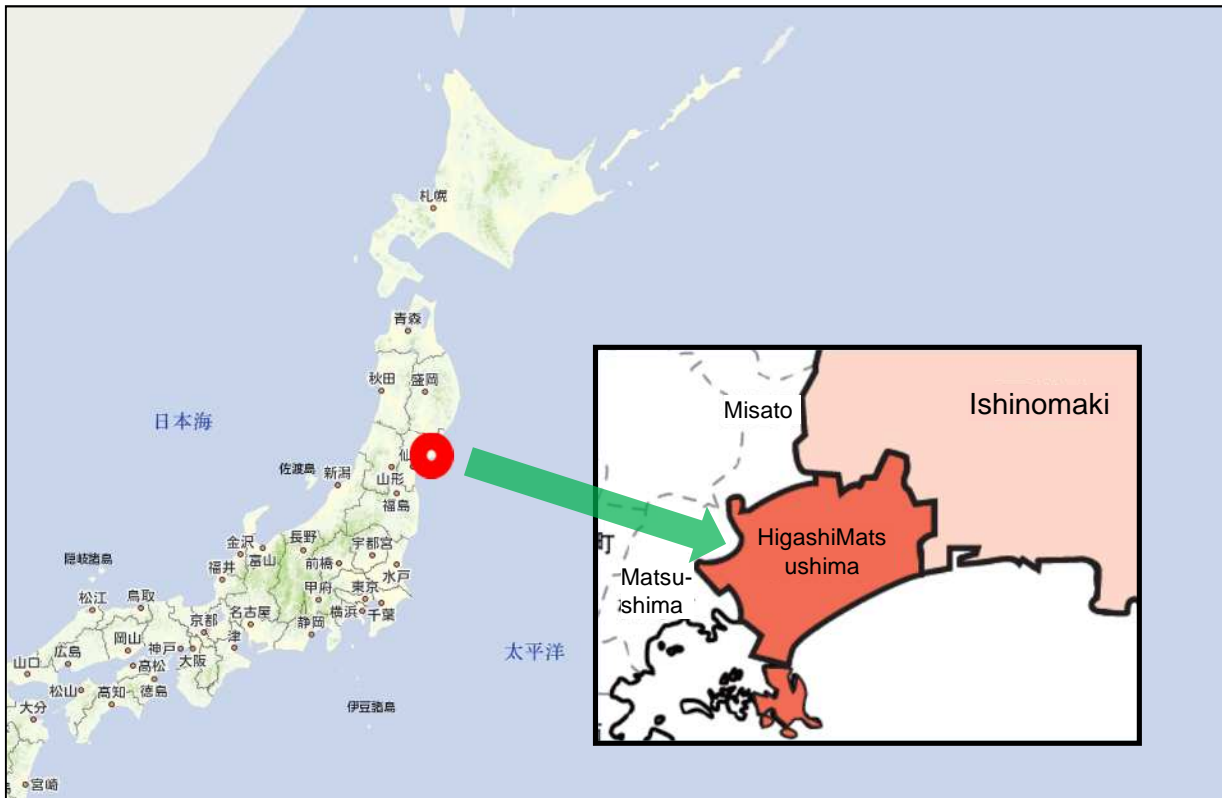 札幌
青森
秋田
盛岡
日本海
仙
佐渡島
新潟
山形
福島
金沢
富山
長野
宇都宮
隠岐諸島
福井
前橋
水戸
松江
鳥取
甲府
東京
名古屋
横浜
千葉
京都
静岡
岡山
津
広島
神戸
大阪
山口
高松
太平洋
松山
高知
徳島
大分
伊豆諸島
宮崎
島
Misato
Ishinomaki
HigashiMats
ushima
町
Matsu-
shima